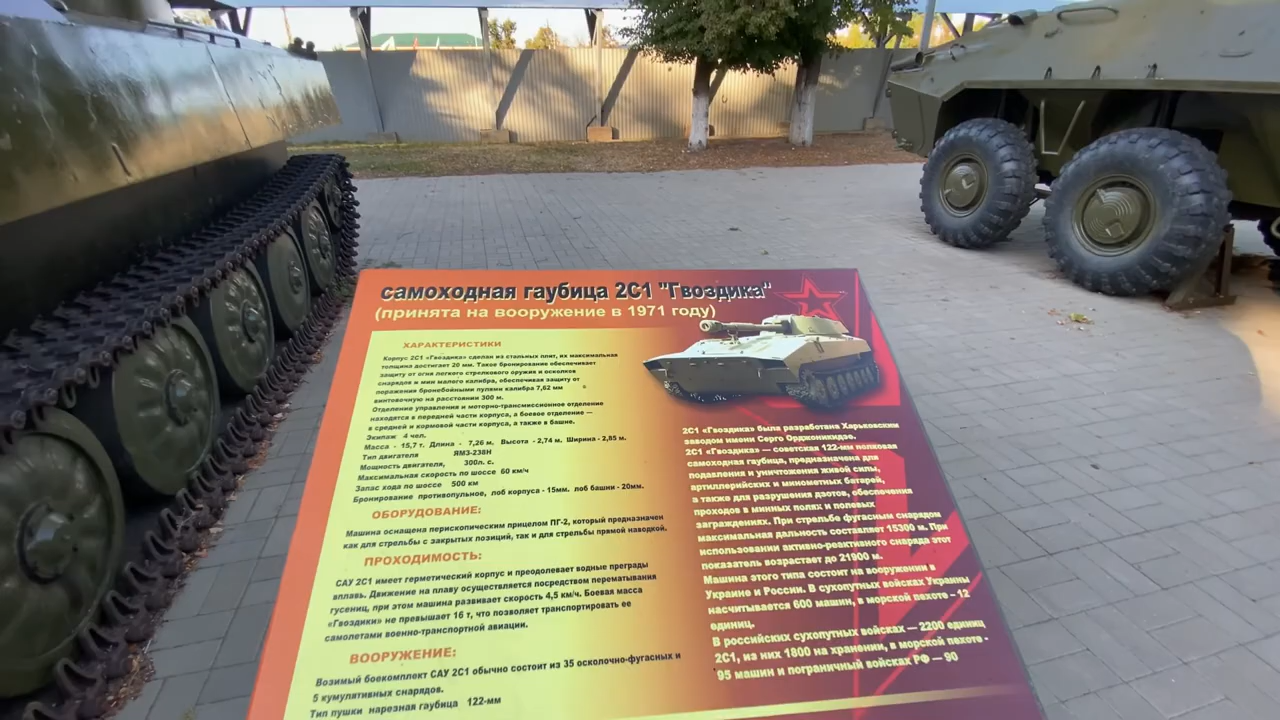 самоходная гаубица 2С1 "Гвоздика"
(принята на вооружение в 1971 году)
ХАРАКТЕРИСТИКИ
Корпус 2С1 «Гвоздика» сделан из стальных плит, их максимальная
толщина достигает 20 мм. Такое бронирование обеспечивает
защиту от огня легкого стрелкового оружия и осколков
снарядов и мин малого калибра, обеспечивая защиту от
поражения бронебойными пулями калибра 7,62 мм
винтовочную на расстоянии 300 м.
Отделение управления и моторно-трансмиссионное отделение
находятся в передней части корпуса, а боевое отделение —
в средней и кормовой части корпуса, а также в башне.
Экипаж 4 чел.
Масса - 15,7 т. Длина - 7,26 м, Высота - 2,74 м, Ширина - 2,85 м.
Тип двигателя ЯМЗ-238Н
Мощность двигателя, 300л. с.
Максимальная скорость по шоссе 60 км/ч
Запас хода по шоссе 500 км
Бронирование противопульное, лоб корпуса - 15мм. лоб башни - 20мм.
ОБОРУДОВАНИЕ:
Машина оснащена перископическим прицелом ПГ-2, который предназначен
как для стрельбы с закрытых позиций, так и для стрельбы прямой наводкой.
ПРОХОДИМОСТЬ:
САУ 2С1 имеет герметический корпус и преодолевает водные преграды
вплавь. Движение на плаву осуществляется посредством перематывания
гусениц, при этом машина развивает скорость 4,5 км/ч. Боевая масса
«Гвоздики» не превышает 16 т, что позволяет транспортировать ее
самолетами военно-транспортной авиации.
ВООРУЖЕНИЕ:
Возимый боекомплект САУ 2С1 обычно состоит из 35 осколочно-фугасных и
5 кумулятивных снарядов.
Тип пушки нарезная гаубица 122-мм
2С1 «Гвоздика» была разработана Харьковским
заводом имени Серго Орджоникидзе.
2С1 «Гвоздика» — советская 122-мм полковая
самоходная гаубица, предназначена для
подавления и уничтожения живой силы,
артиллерийских и минометных батарей,
а также для разрушения дзотов, обеспечения
проходов в минных полях и полевых
заграждениях. При стрельбе фугасным снарядом
максимальная дальность составляет 15300 м. При
использовании активно-реактивного снаряда этот
показатель возрастает до 21900 м.
Машина этого типа состоит на вооружении в
Украине и России. В сухопутных войсках Украины
насчитывается 600 машин, в морской пехоте – 12
единиц.
В российских сухопутных войсках — 2200 единиц
2С1, из них 1800 на хранении, в морской пехоте -
95 машин и пограничный войсках РФ — 90